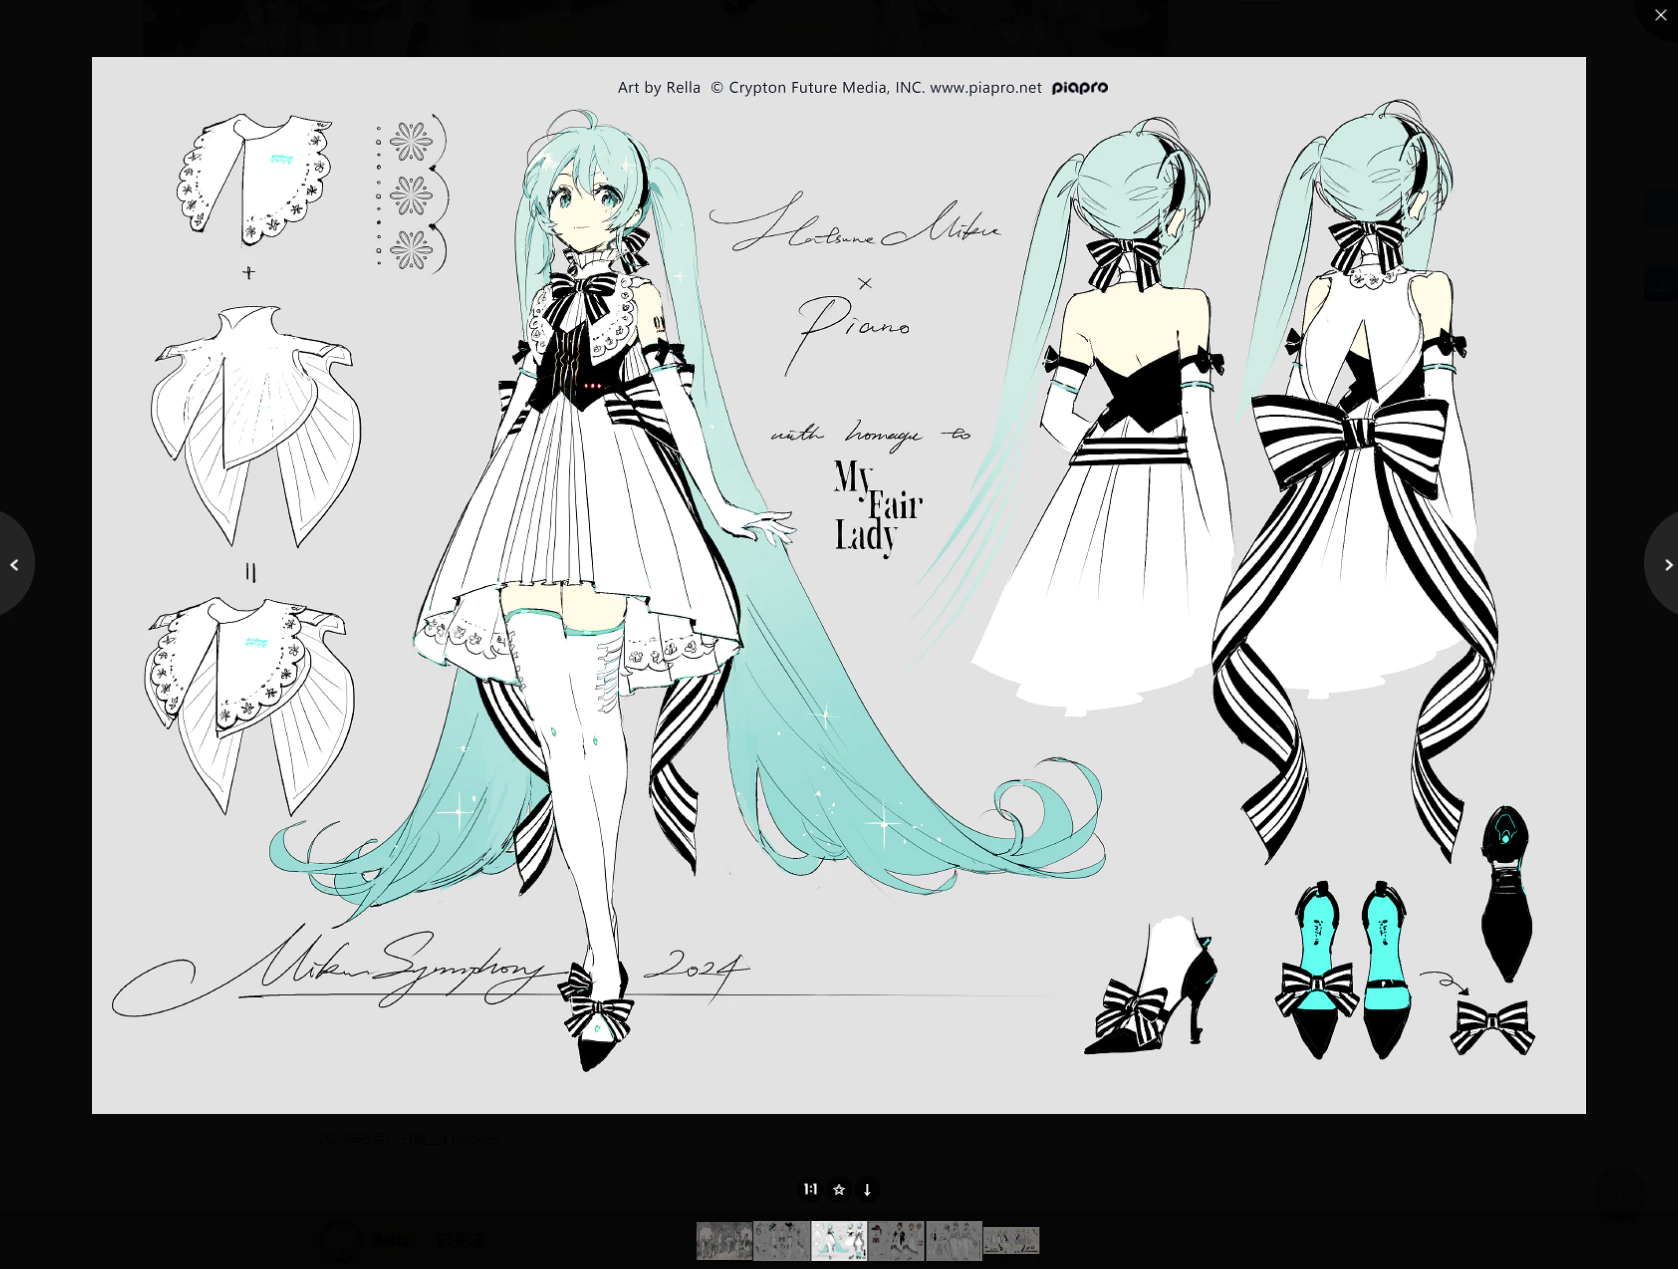 Art by Rella © Crypton Future Media, INC. www.piapro.net piapro
Hatsune Miku
×
Piano
with homage to
My
Fair
Lady
01
Miku Symphony 2024
1:1